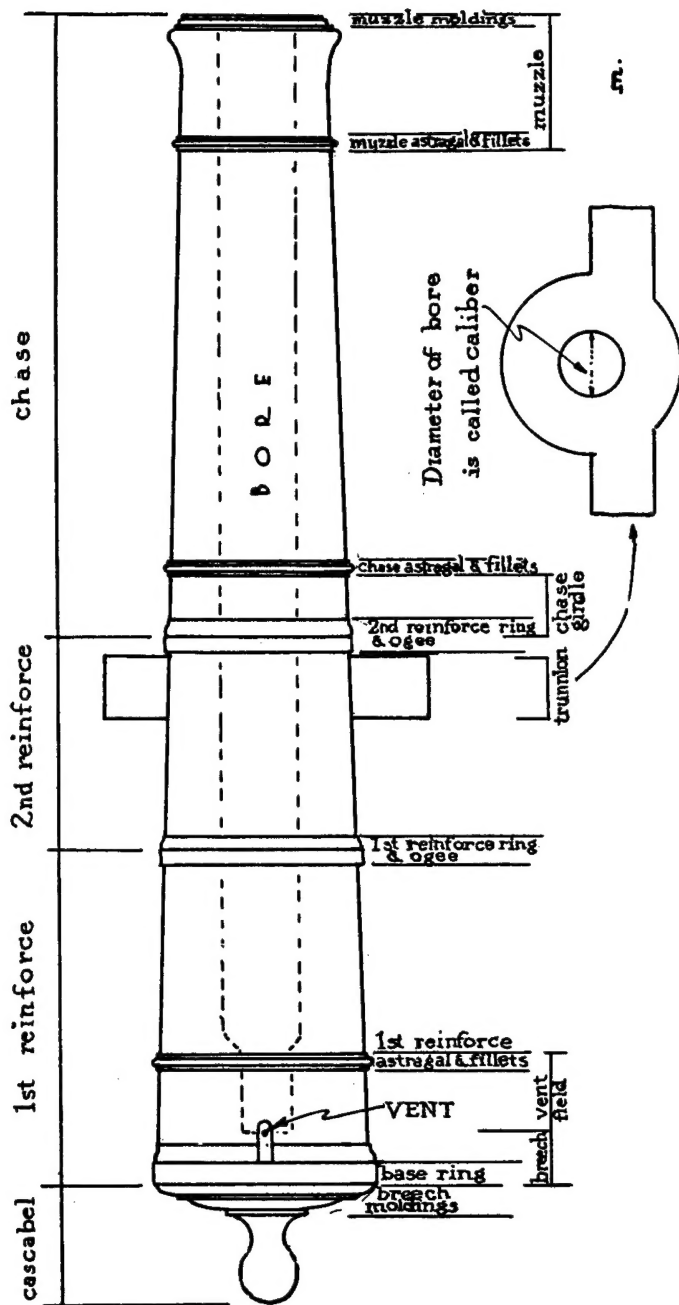 muzzle moldings
muzzle
m.
muzzle astragal & fillets
chase
BORE
Diameter of bore
is called caliber
chase astragal & fillets
chase
girdle
2nd reinforce ring
& ogee
trunnion
2nd reinforce
1st reinforce ring
& ogee
1st reinforce
1st reinforce
astragal & fillets
vent
field
VENT
breech
base ring
breech
moldings
cascabel